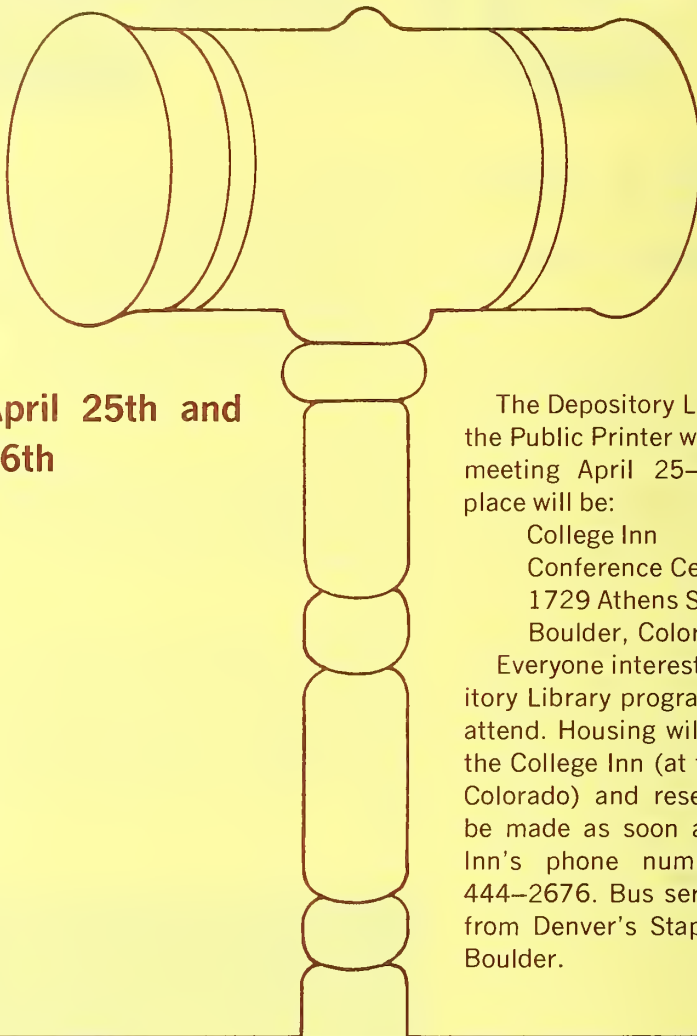 April 25th and
6th
The Depository L
the Public Printer w
meeting April 25–
place will be:
College Inn
Conference Ce
1729 Athens S
Boulder, Color
Everyone interest
itory Library progra
attend. Housing wil
the College Inn (at
Colorado) and rese
be made as soon a
Inn's phone num
444–2676. Bus ser
from Denver's Stap
Boulder.